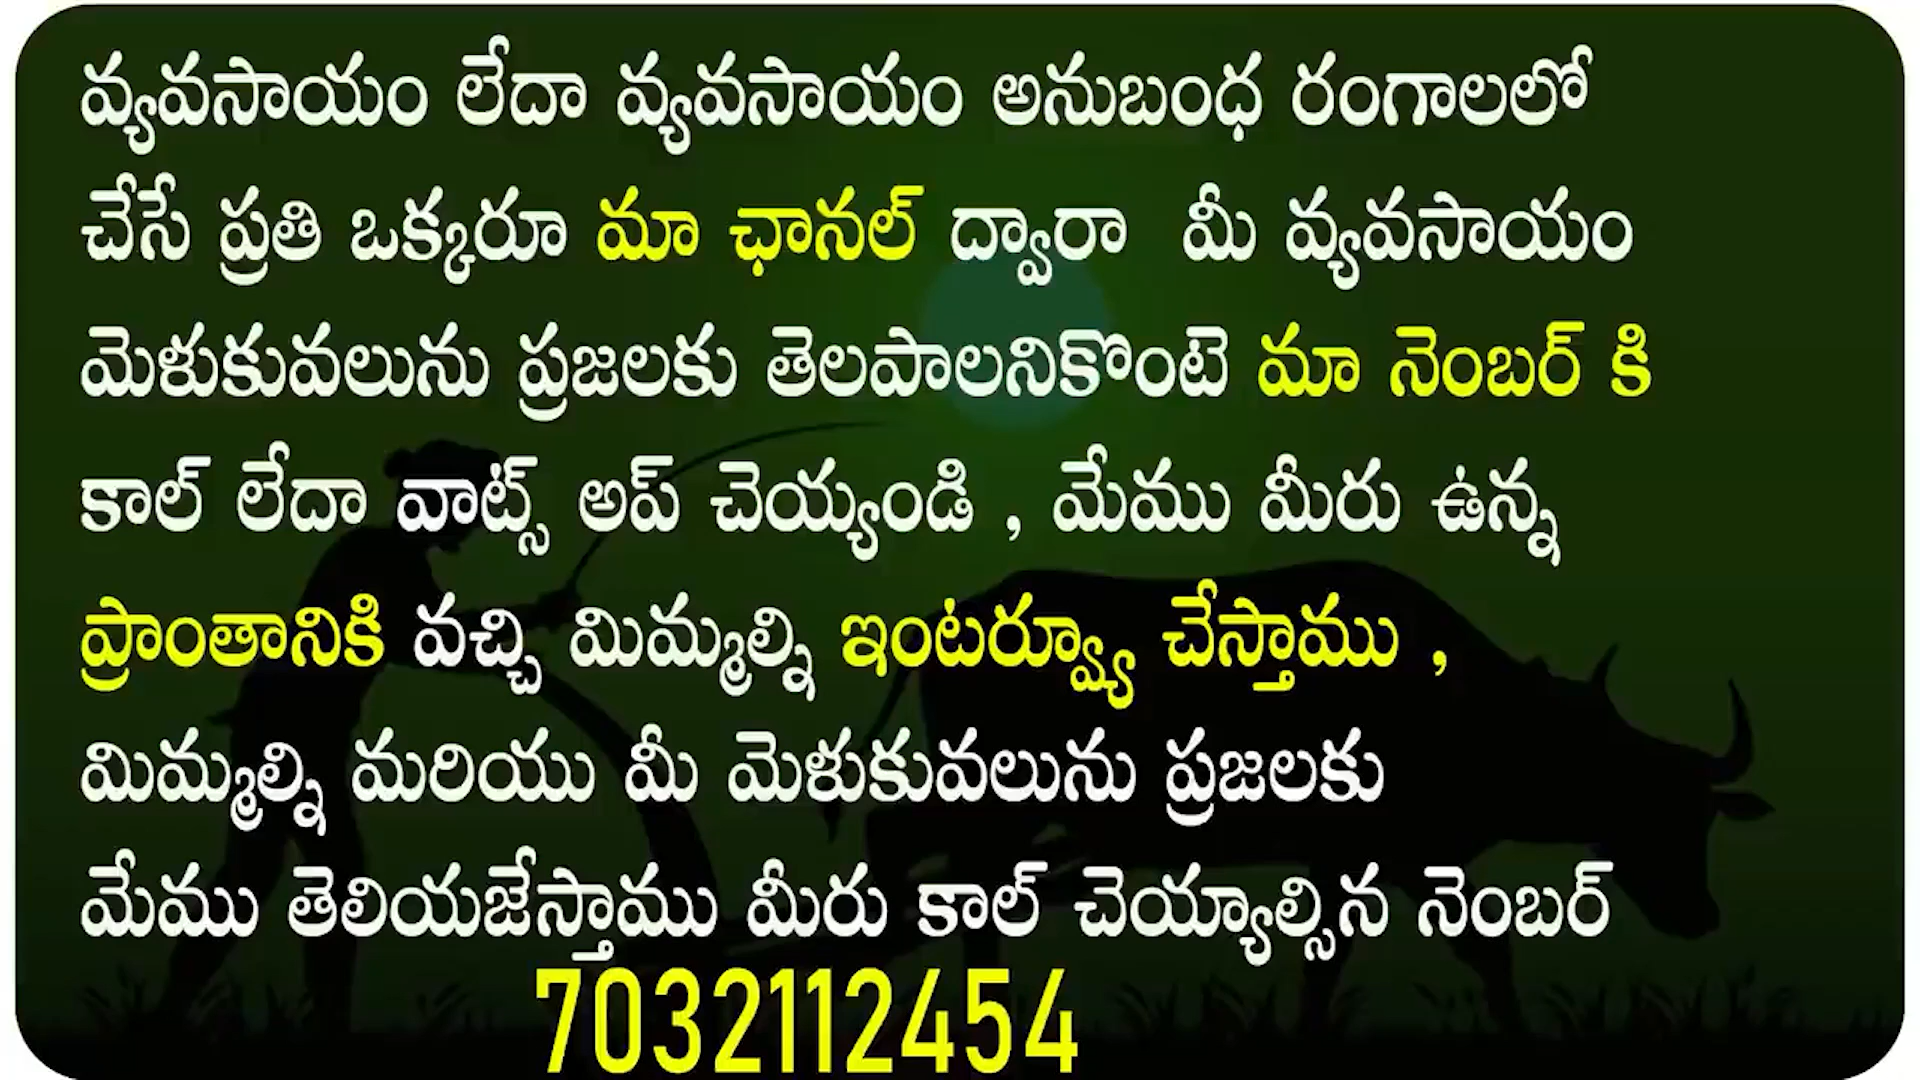 వ్యవసాయం లేదా వ్యవసాయం అనుబంధ రంగాలలో
చేసే ప్రతి ఒక్కరూ మా ఛానల్ ద్వారా మీ వ్యవసాయం
మెళుకువలును ప్రజలకు తెలపాలనికొంటె మా నెంబర్ కి
కాల్ లేదా వాట్స్ అప్ చెయ్యండి , మేము మీరు ఉన్న
ప్రాంతానికి వచ్చి మిమ్మల్ని ఇంటర్వ్యూ చేస్తాము ,
మిమ్మల్ని మరియు మీ మెళుకువలును ప్రజలకు
మేము తెలియజేస్తాము మీరు కాల్ చెయ్యాల్సిన నెంబర్
7032112454